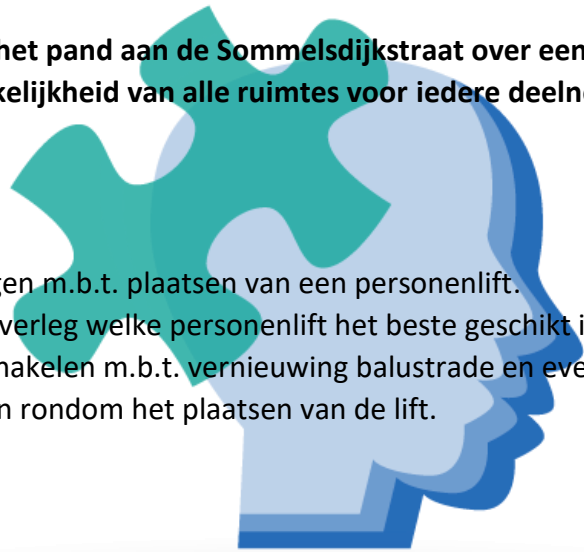 het pand aan de Sommelsdijkstraat over een
kelijkheid van alle ruimtes voor iedere deeln
gen m.b.t. plaatsen van een personenlift.
verleg welke personenlift het beste geschikt i
nakelen m.b.t. vernieuwing balustrade en eve
n rondom het plaatsen van de lift.